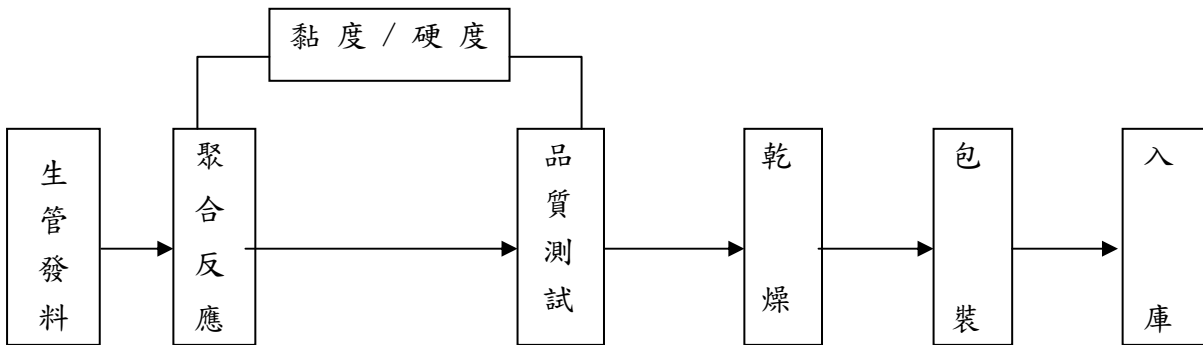 黏度/硬度
生管發料
聚合反應
品質測試
乾燥
包裝
入庫